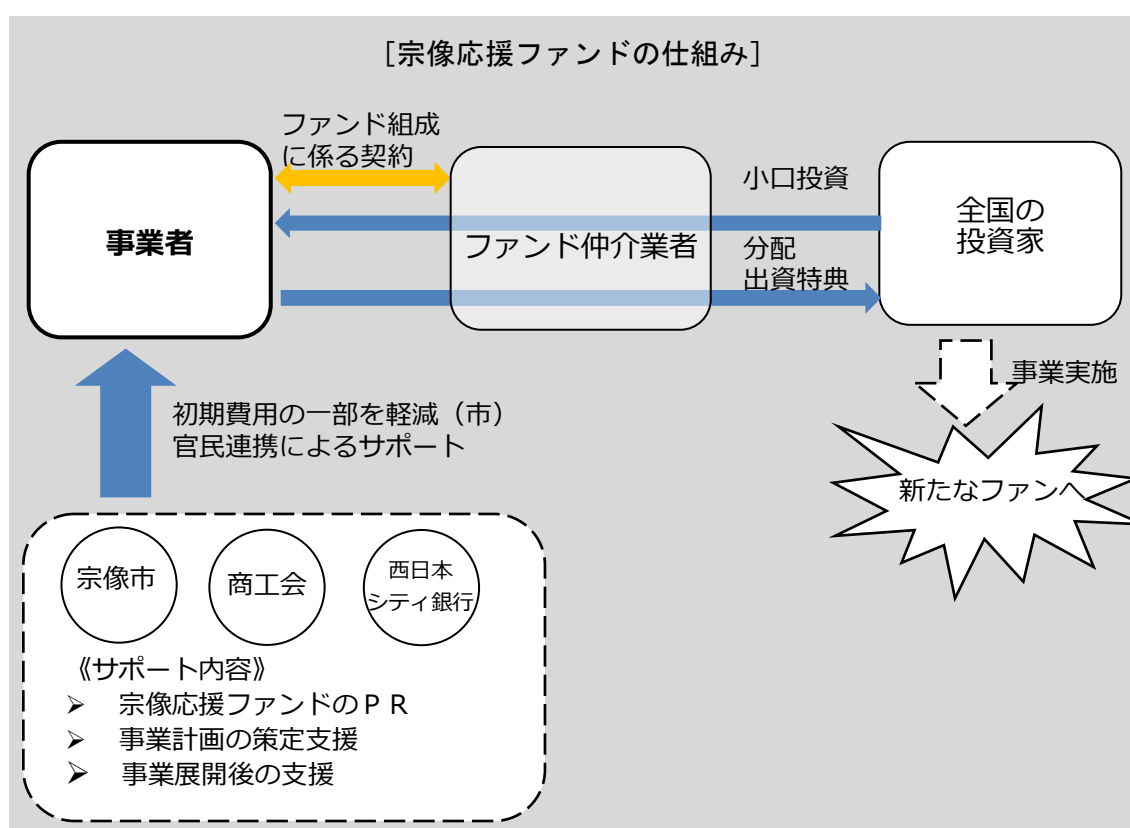 ［宗像応援ファンドの仕組み］
ファンド組成
に係る契約
小口投資
事業者
ファンド仲介業者
全国の
投資家
分配
出資特典
事業実施
初期費用の一部を軽減（市）
官民連携によるサポート
新たなファンへ
宗像市
商工会
西日本
シティ銀行
《サポート内容》
➢ 宗像応援ファンドのＰＲ
➢ 事業計画の策定支援
➢ 事業展開後の支援